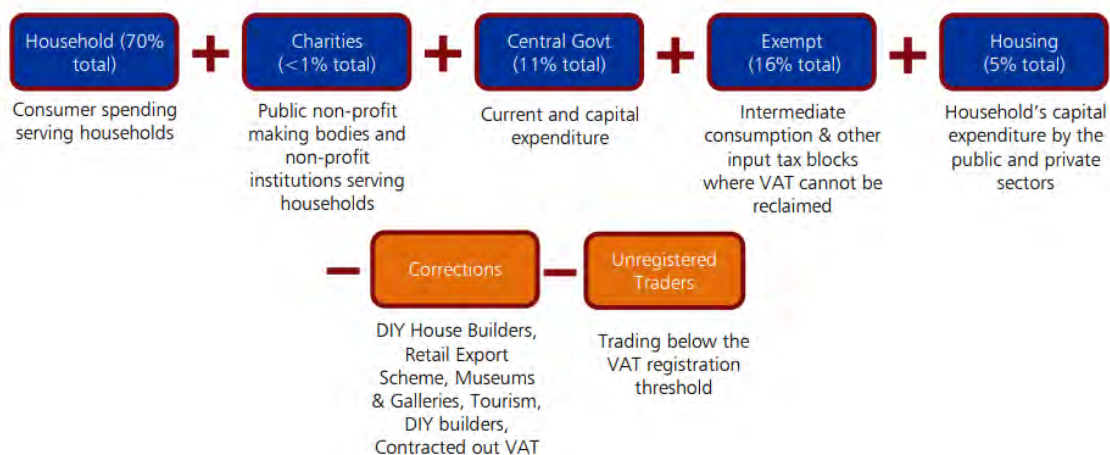 Household (70%
total)
+
Charities
(<1% total)
+
Central Govt
(11% total)
+
Exempt
(16% total)
+
Housing
(5% total)
Consumer spending
serving households
Public non-profit
making bodies and
non-profit
institutions serving
households
Current and capital
expenditure
Intermediate
consumption & other
input tax blocks
where VAT cannot be
reclaimed
Household's capital
expenditure by the
public and private
sectors
−
Corrections
−
Unregistered
Traders
DIY House Builders,
Retail Export
Scheme, Museums
& Galleries, Tourism,
DIY builders,
Contracted out VAT
Trading below the
VAT registration
threshold